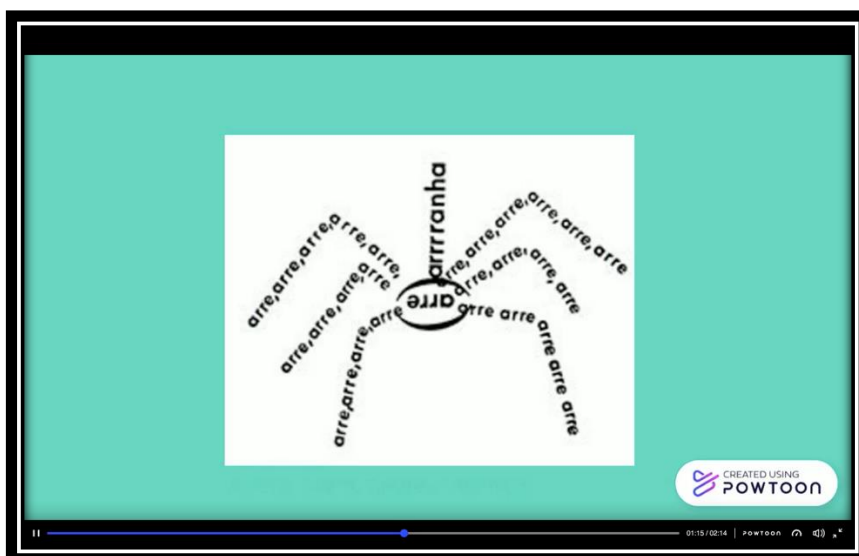 arrrranha
arre,arre,arre,arre,arre,arre,
arre,arre,arre,arre
arre,arre,arre,arre
arre
arre,arre,arre,arre,arre,arre
arre,arre,arre,arre
arre arre arre arre arre
CREATED USING
POWTOON
01:15 / 02:14 | POWTOON